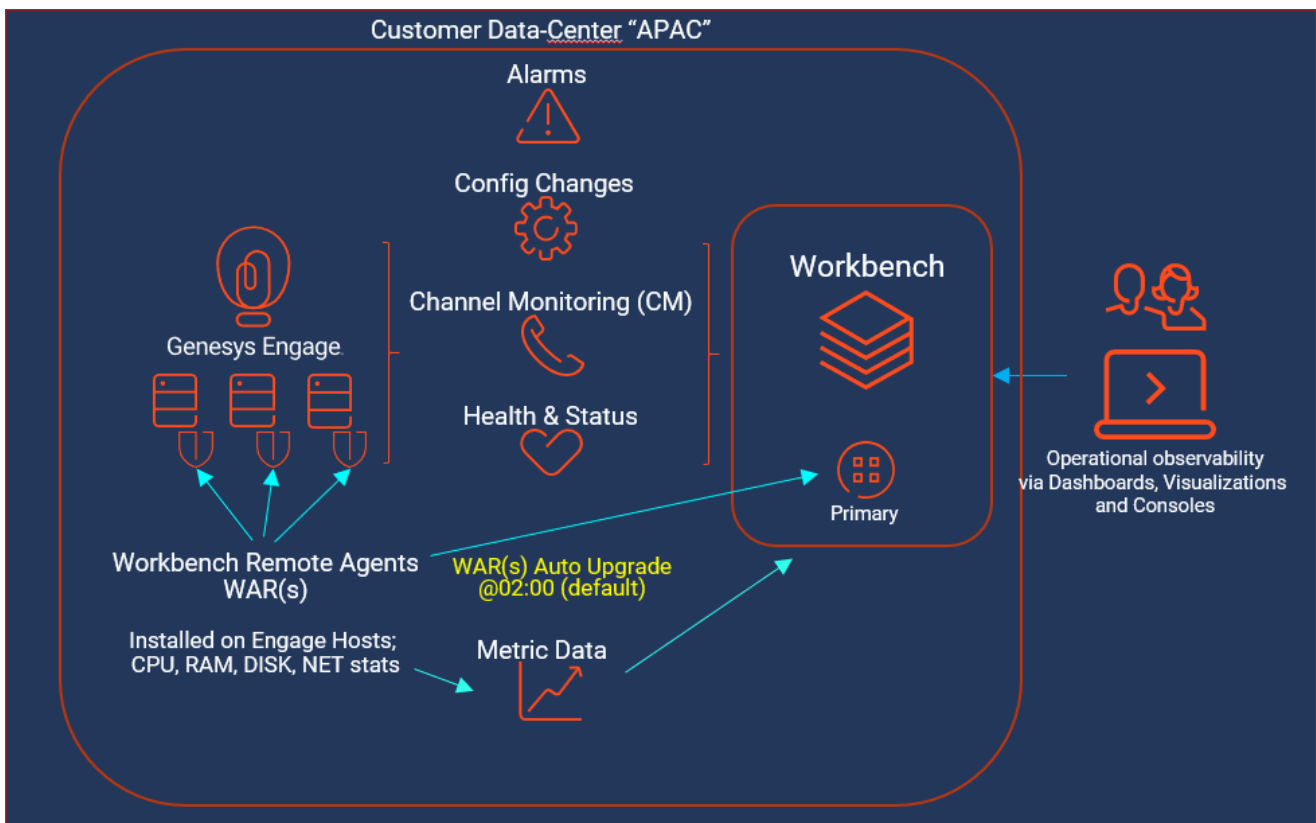 Customer Data-Center “APAC”
Alarms
Config Changes
Channel Monitoring (CM)
Health & Status
Genesys Engage
Workbench
Primary
Operational observability
via Dashboards, Visualizations
and Consoles
Workbench Remote Agents
WAR(s)
WAR(s) Auto Upgrade
@02:00 (default)
Installed on Engage Hosts;
CPU, RAM, DISK, NET stats
Metric Data